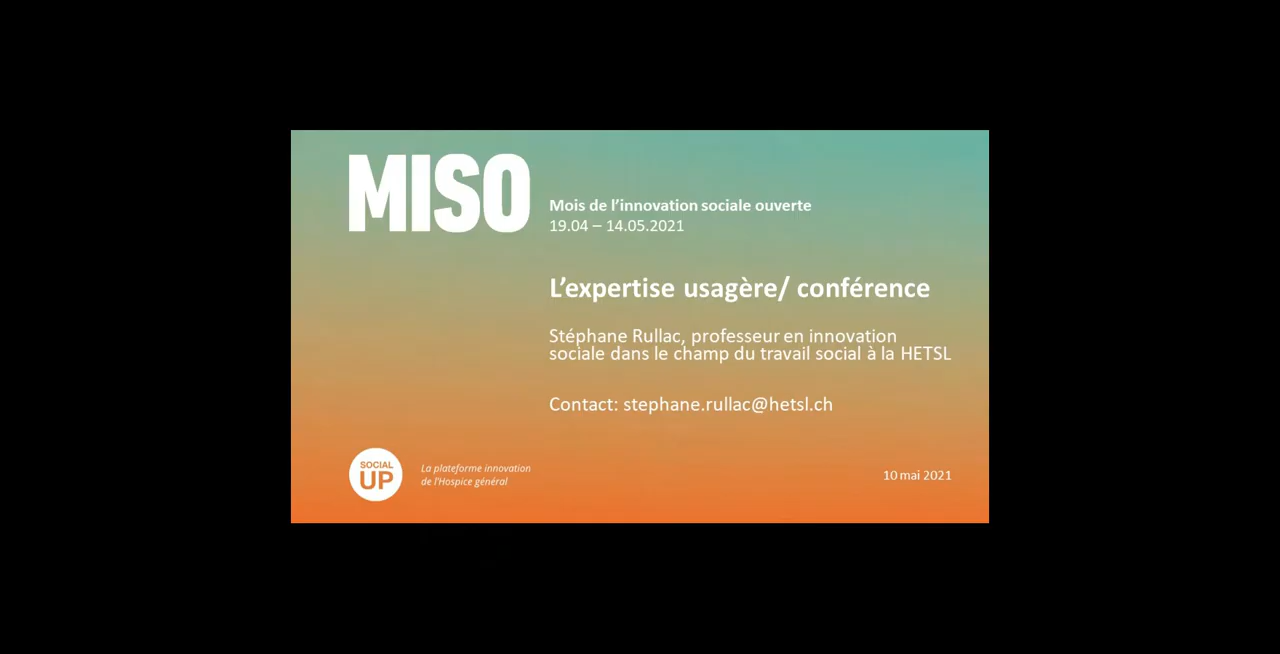 MISO
Mois de l’innovation sociale ouverte
19.04 – 14.05.2021
L’expertise usagère/ conférence
Stéphane Rullac, professeur en innovation
sociale dans le champ du travail social à la HETSL
Contact: stephane.rullac@hetsl.ch
SOCIAL
UP
La plateforme innovation
de l’Hospice général
10 mai 2021